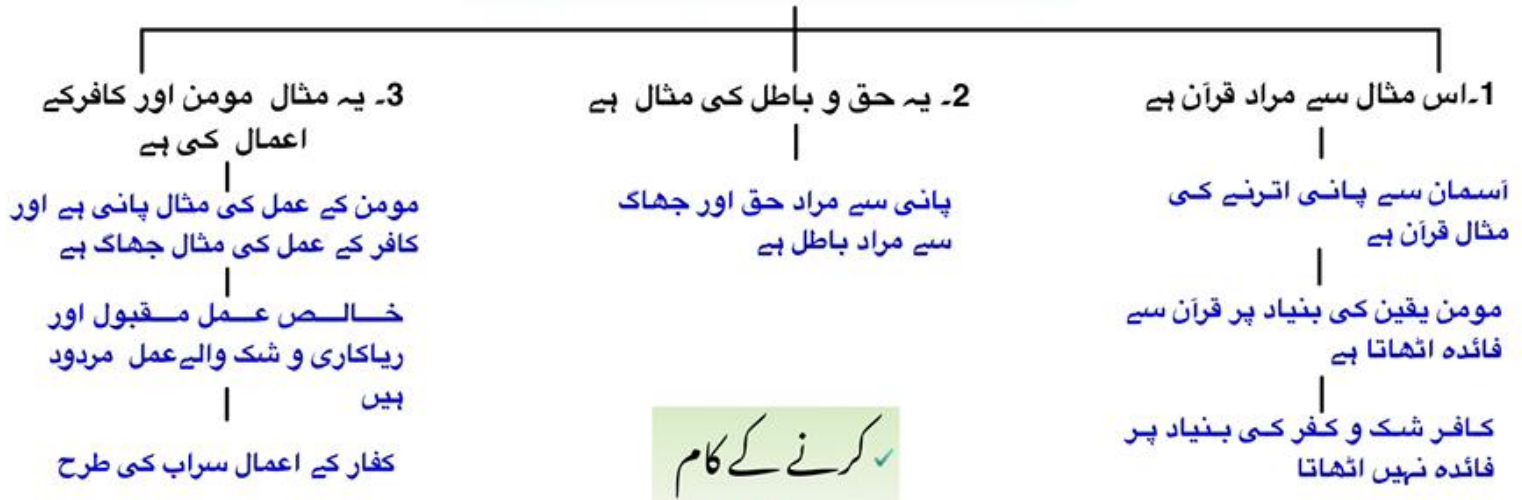 1۔اس مثال سے مراد قرآن ہے
آسمان سے پانی اترنے کی
مثال قرآن ہے
مومن یقین کی بنیاد پر قرآن سے
فائدہ اٹھاتا ہے
کافر شک و کفر کی بنیاد پر
فائدہ نہیں اٹھاتا
2۔ یہ حق و باطل کی مثال ہے
پانی سے مراد حق اور جھاگ
سے مراد باطل ہے
3۔ یہ مثال مومن اور کافرکے
اعمال کی ہے
مومن کے عمل کی مثال پانی ہے اور
کافر کے عمل کی مثال جھاگ ہے
خالص عمل مقبول اور
ریاکاری و شک والےعمل مردود
ہیں
کفار کے اعمال سراب کی طرح
✓ کرنے کے کام